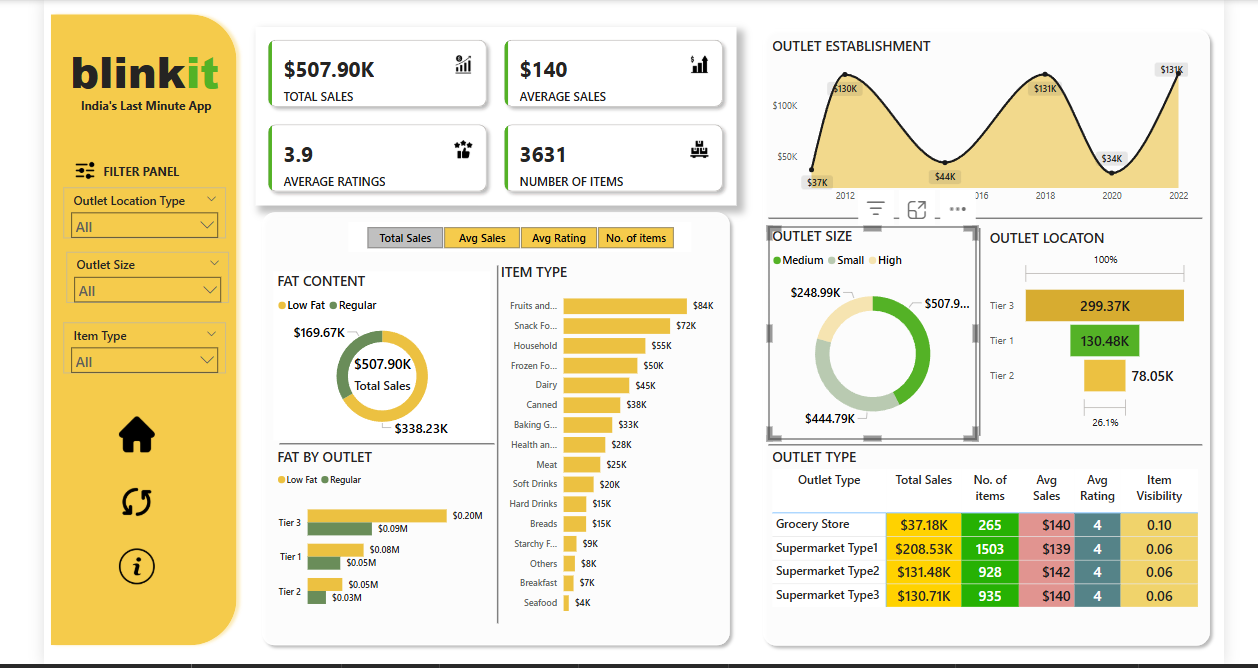 blinkit
India's Last Minute App
FILTER PANEL
Outlet Location Type
All
Outlet Size
All
Item Type
All
$507.90K
TOTAL SALES
$140
AVERAGE SALES
3.9
AVERAGE RATINGS
3631
NUMBER OF ITEMS
Total Sales
Avg Sales
Avg Rating
No. of items
FAT CONTENT
Low Fat Regular
$169.67K
$507.90K
Total Sales
$338.23K
FAT BY OUTLET
Low Fat Regular
Tier 3 $0.20M
$0.09M
Tier 1 $0.08M
$0.05M
Tier 2 $0.05M
$0.03M
ITEM TYPE
Fruits and... $84K
Snack Fo... $72K
Household $55K
Frozen Fo... $50K
Dairy $45K
Canned $38K
Baking G... $33K
Health an... $28K
Meat $25K
Soft Drinks $20K
Hard Drinks $15K
Breads $15K
Starchy F... $9K
Others $8K
Breakfast $7K
Seafood $4K
OUTLET ESTABLISHMENT
$100K
$50K
$37K
$130K
$44K
$131K
$34K
$131K
2012 016 2018 2020 2022
OUTLET SIZE
Medium Small High
$248.99K
$507.9...
$444.79K
OUTLET LOCATON
100%
Tier 3 299.37K
Tier 1 130.48K
Tier 2 78.05K
26.1%
OUTLET TYPE
Outlet Type Total Sales No. of items Avg Sales Avg Rating Item Visibility
Grocery Store $37.18K 265 $140 4 0.10
Supermarket Type1 $208.53K 1503 $139 4 0.06
Supermarket Type2 $131.48K 928 $142 4 0.06
Supermarket Type3 $130.71K 935 $140 4 0.06